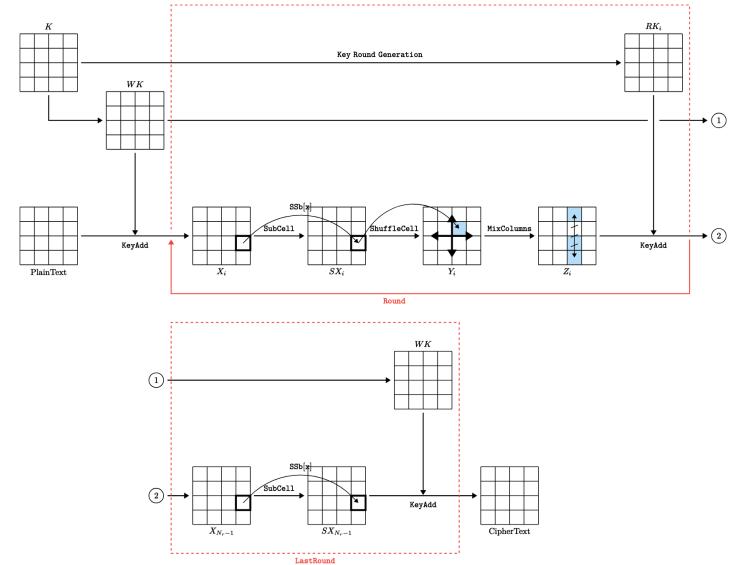 K
RK_i
Key Round Generation
WK
1
SSb[x]
SubCell
ShuffleCell
MixColumns
2
KeyAdd
KeyAdd
PlainText
X_i
SX_i
Y_i
Z_i
Round
WK
1
SSb[x]
SubCell
2
KeyAdd
X_{N_r-1}
SX_{N_r-1}
CipherText
LastRound